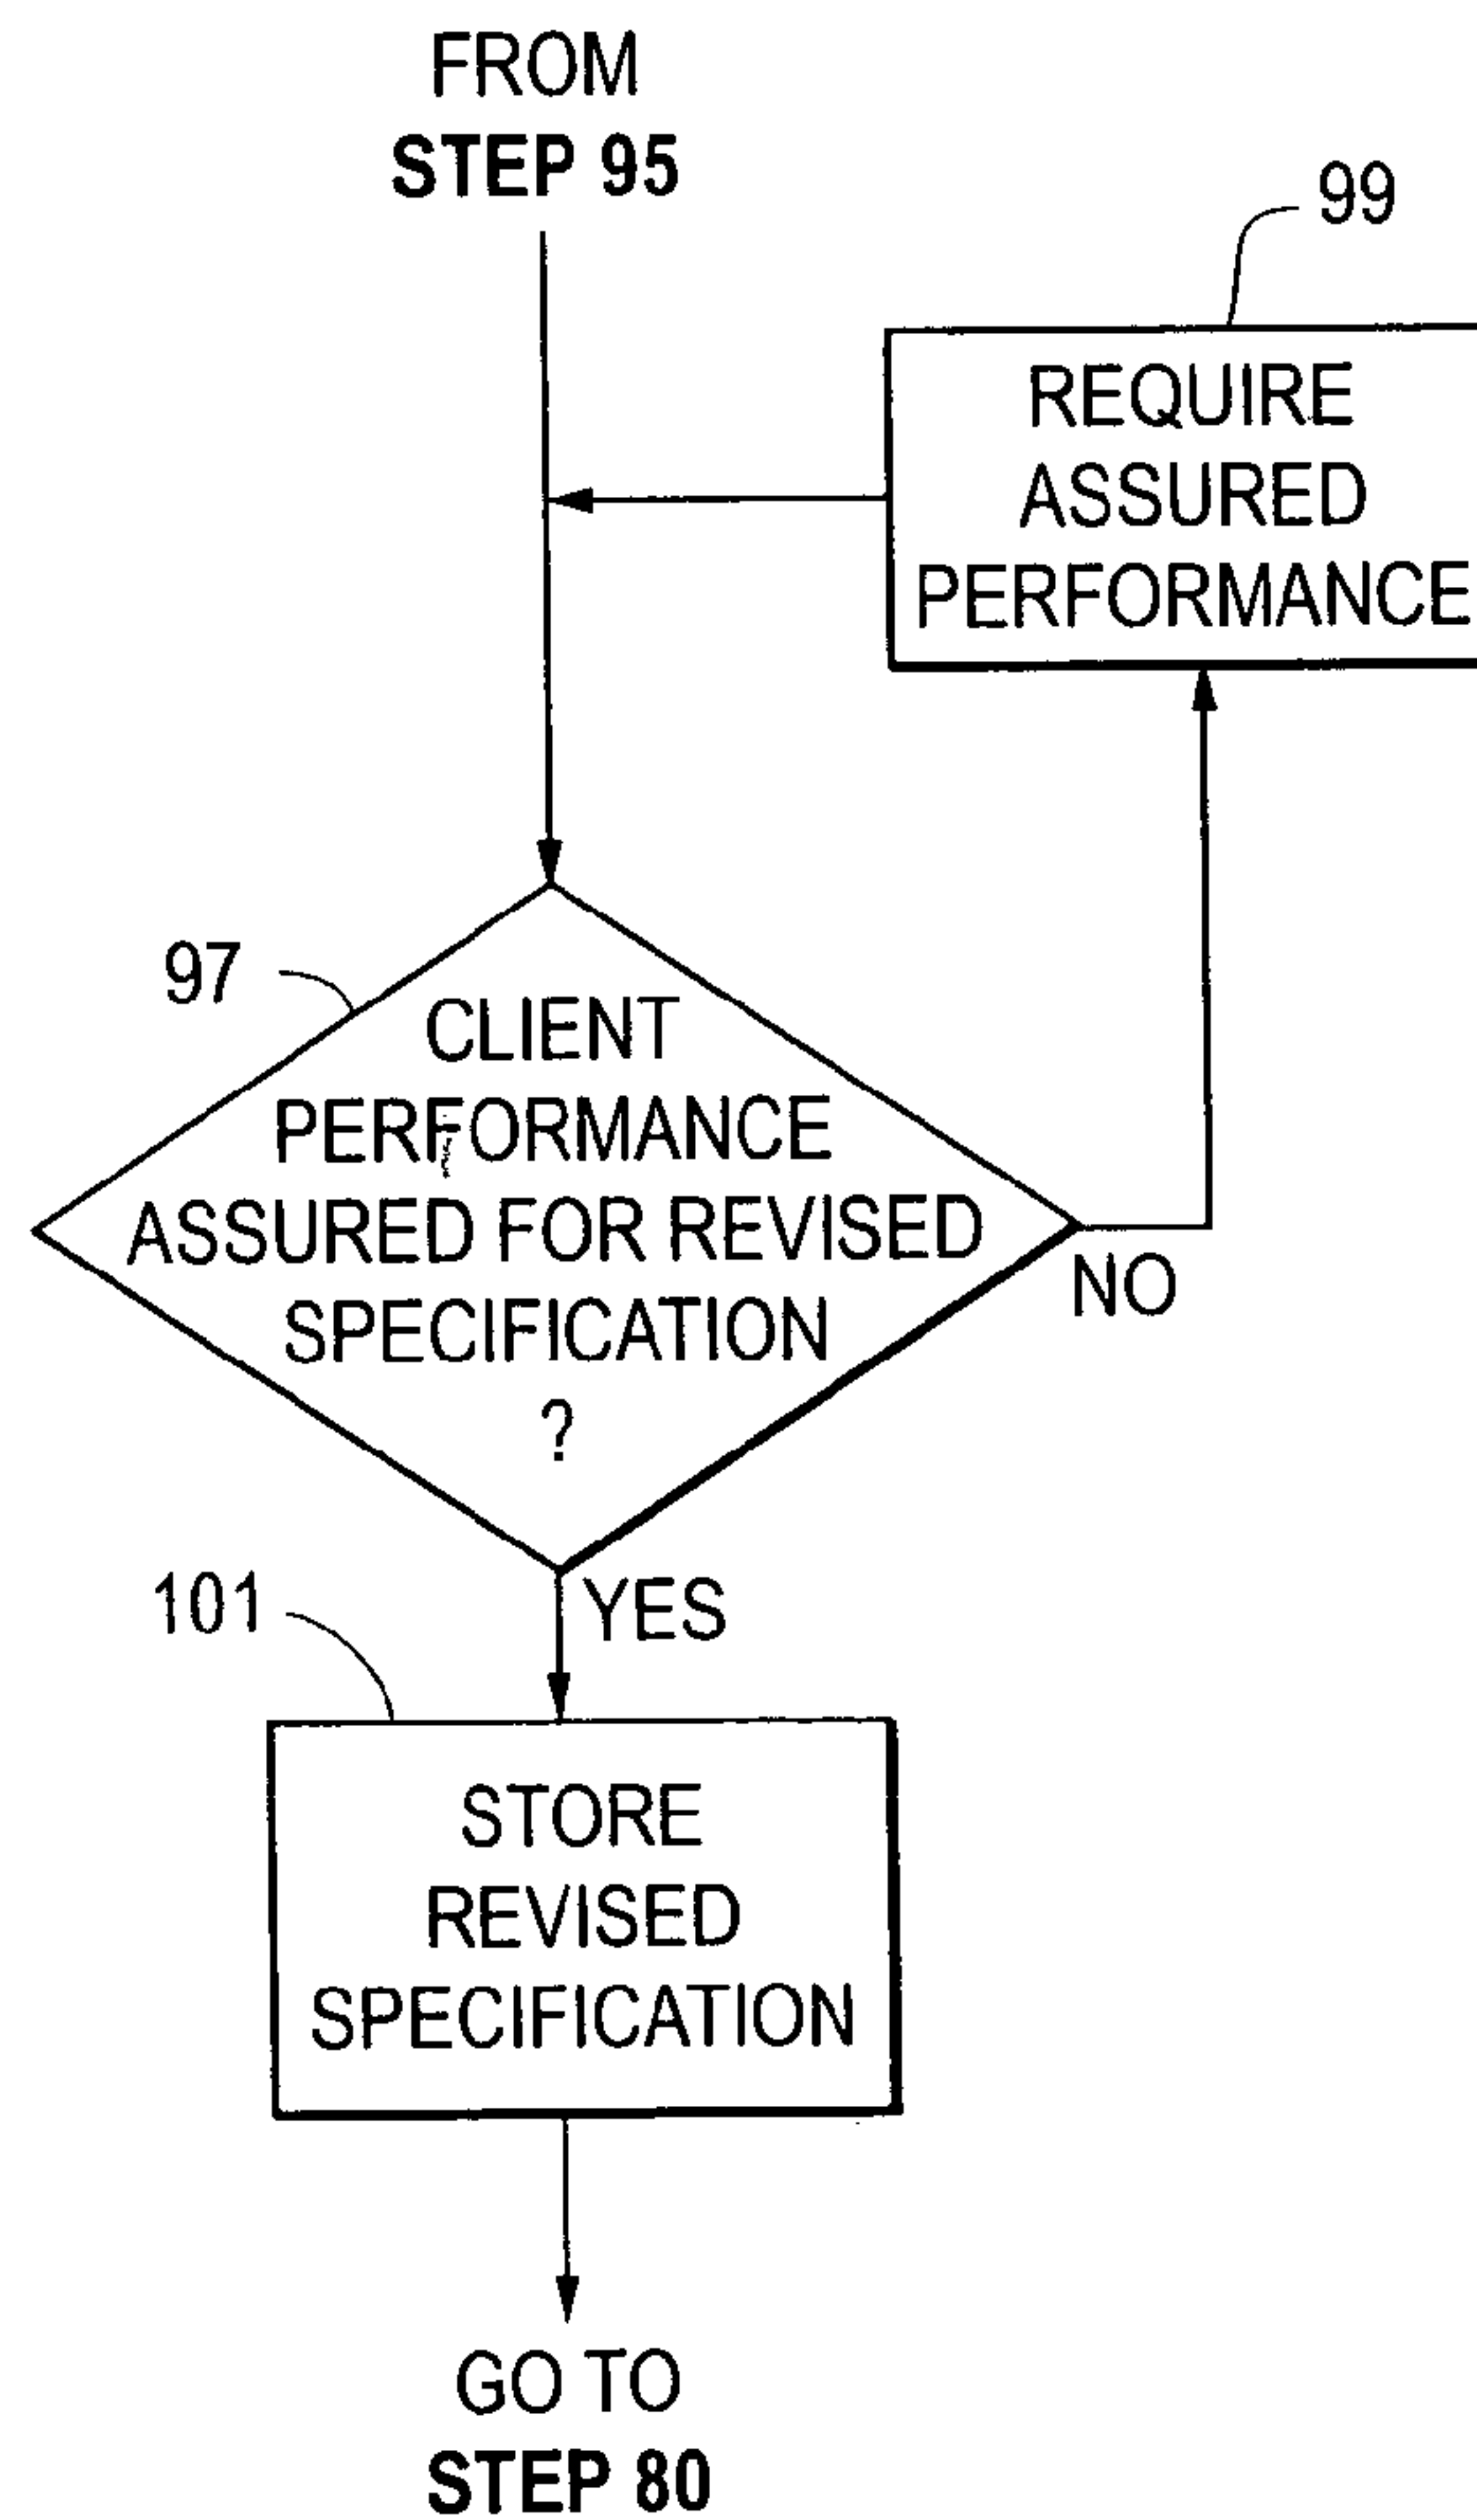 FROM
STEP 95
99
REQUIRE
ASSURED
PERFORMANCE
97
CLIENT
PERFORMANCE
ASSURED FOR REVISED
SPECIFICATION
?
NO
YES
101
STORE
REVISED
SPECIFICATION
GO TO
STEP 80